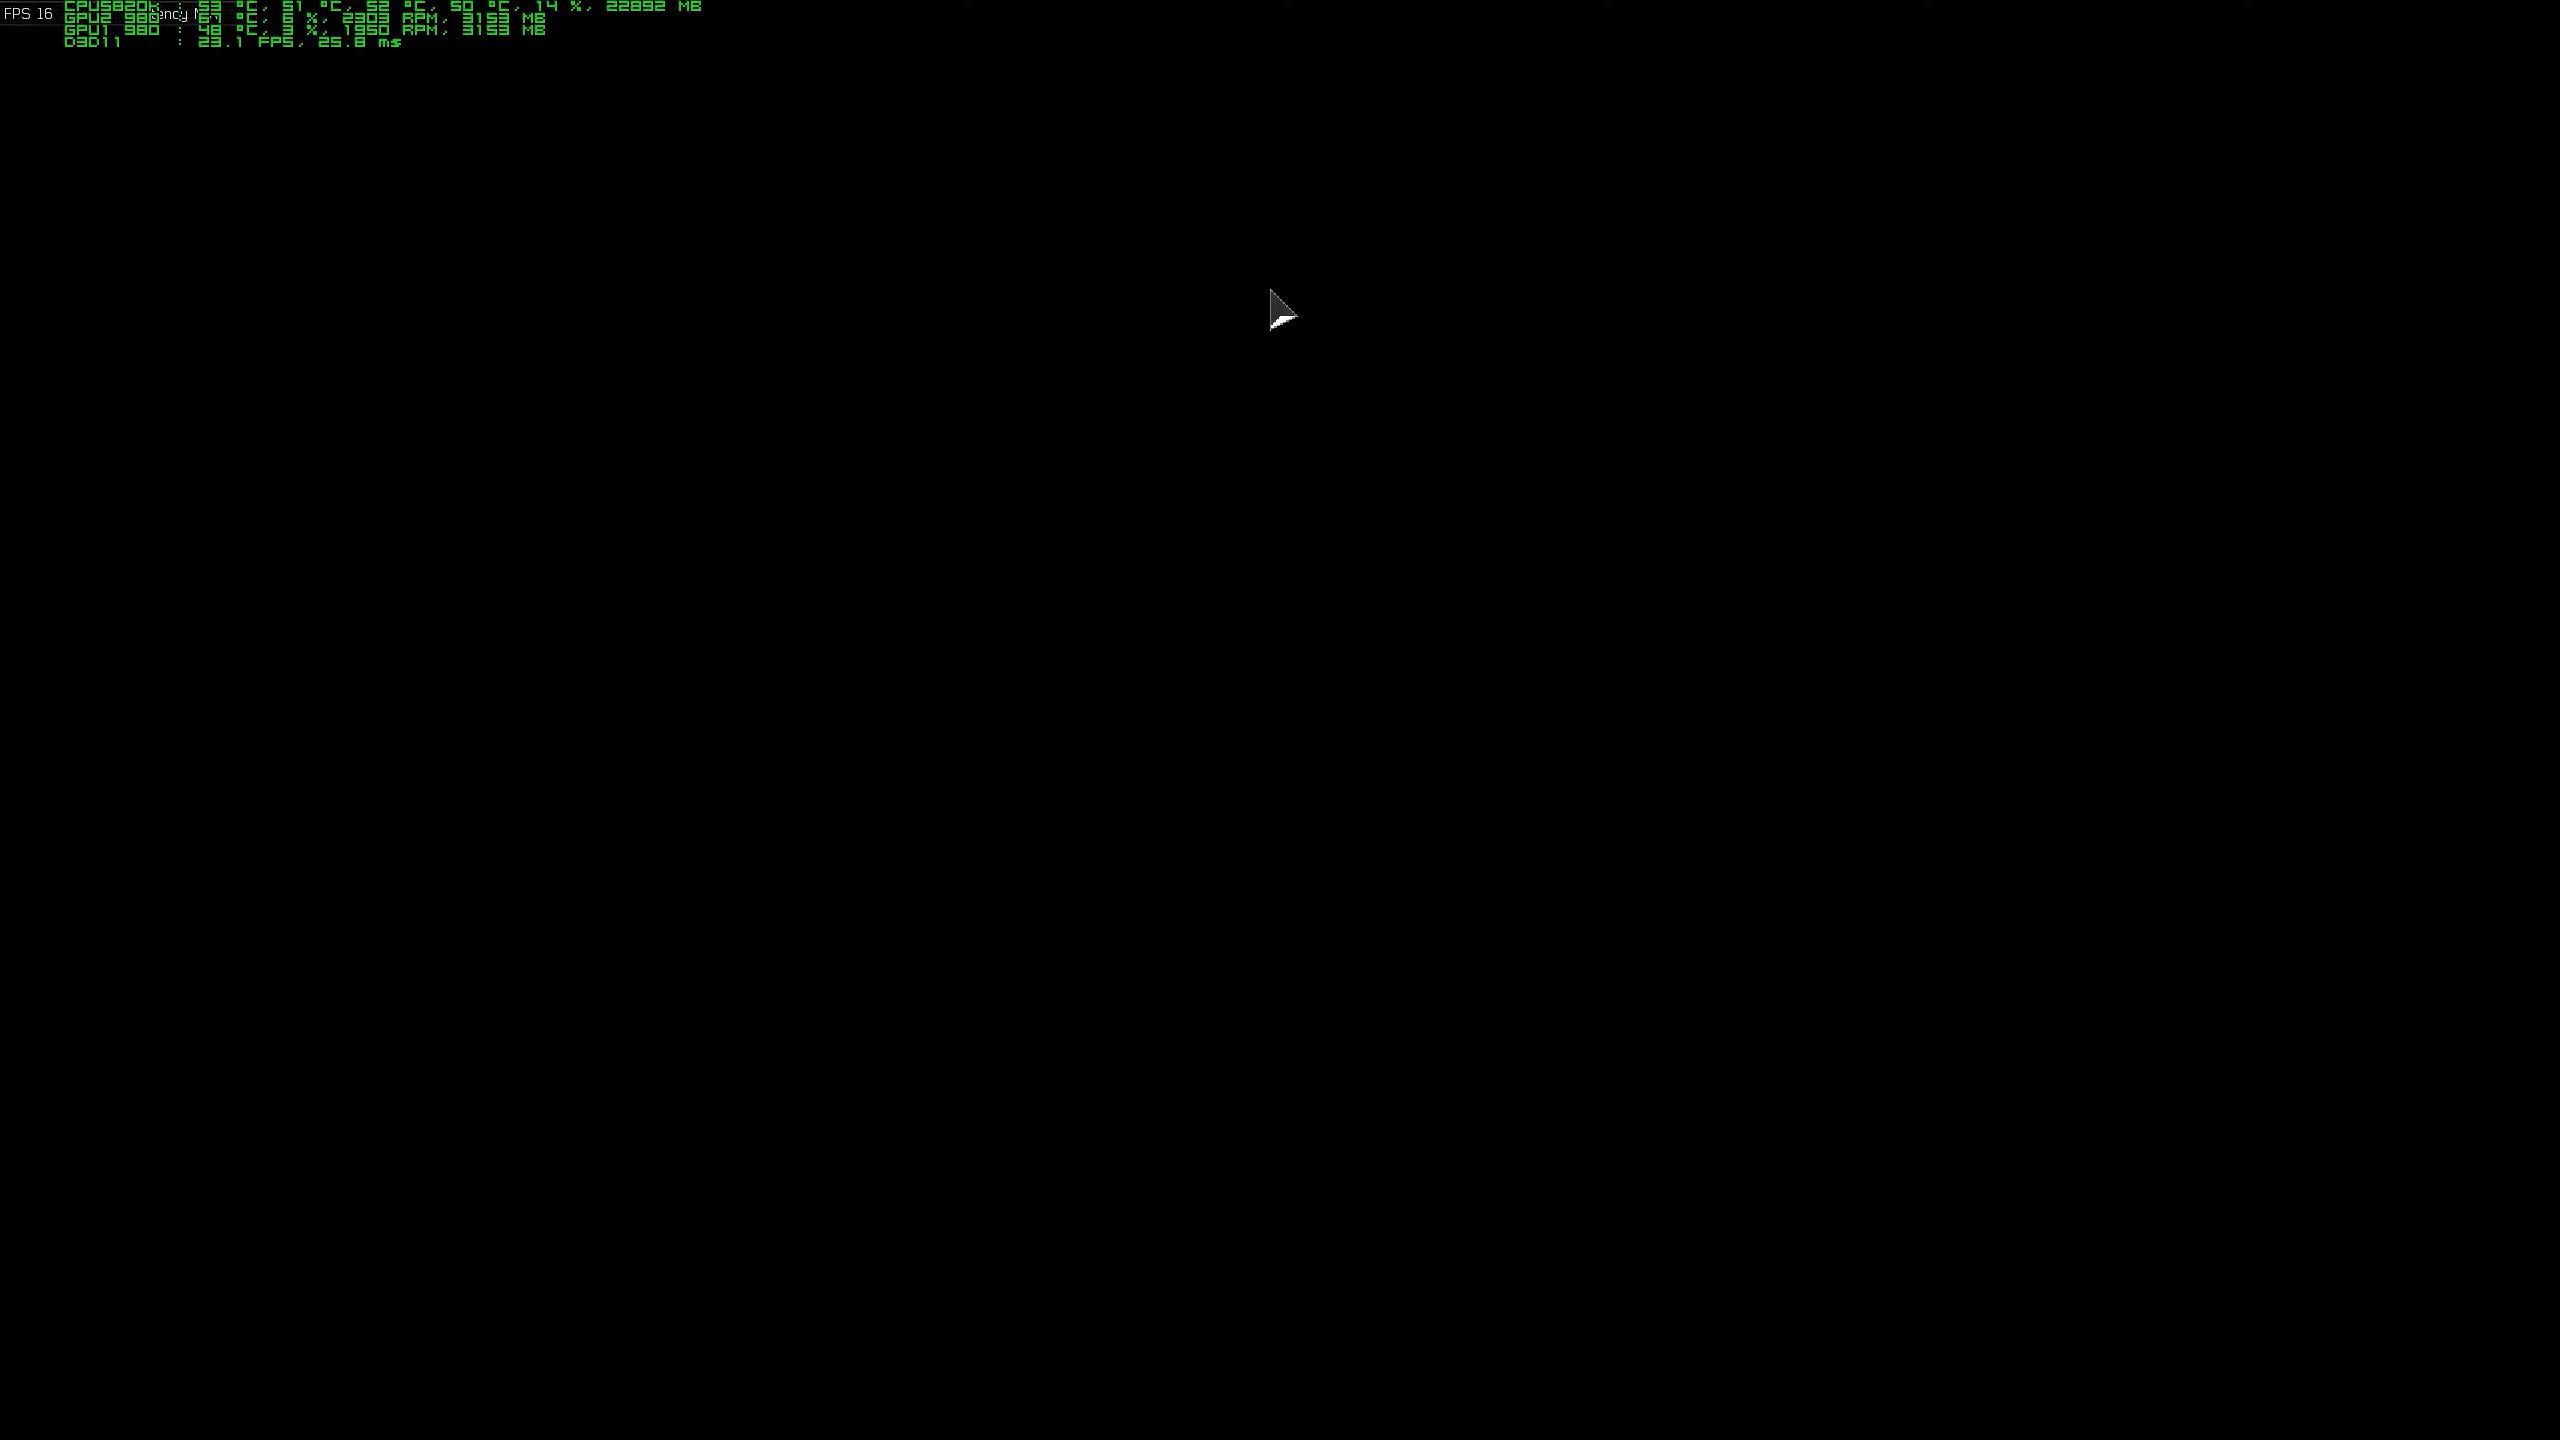 FPS 16
CPU5820K : 53 °C, 51 °C, 52 °C, 50 °C, 14 %, 22892 MB
GPU2 980 : °C, 6 %, 2303 RPM, 3153 MB
GPU1 980 : 48 °C, 3 %, 1950 RPM, 3153 MB
D3D11 : 23.1 FPS, 25.8 ms